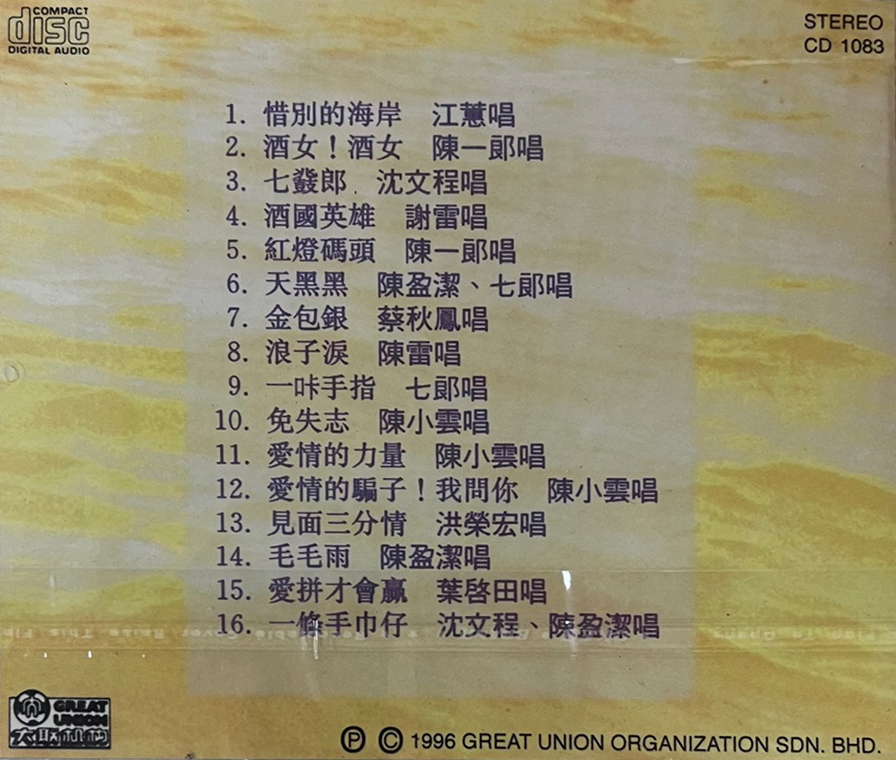 COMPACT
disc
DIGITAL AUDIO
STEREO
CD 1083
1. 惜別的海岸 江蕙唱
2. 酒女！酒女 陳一郎唱
3. 七發郎 沈文程唱
4. 酒國英雄 謝雷唱
5. 紅燈碼頭 陳一郎唱
6. 天黑黑 陳盈潔、七郎唱
7. 金包銀 蔡秋鳳唱
8. 浪子淚 陳雷唱
9. 一咔手指 七郎唱
10. 免失志 陳小雲唱
11. 愛情的力量 陳小雲唱
12. 愛情的騙子！我問你 陳小雲唱
13. 見面三分情 洪榮宏唱
14. 毛毛雨 陳盈潔唱
15. 愛拼才會贏 葉啓田唱
16. 一條手巾仔 沈文程、陳盈潔唱
GREAT
UNION
Ⓟ © 1996 GREAT UNION ORGANIZATION SDN. BHD.